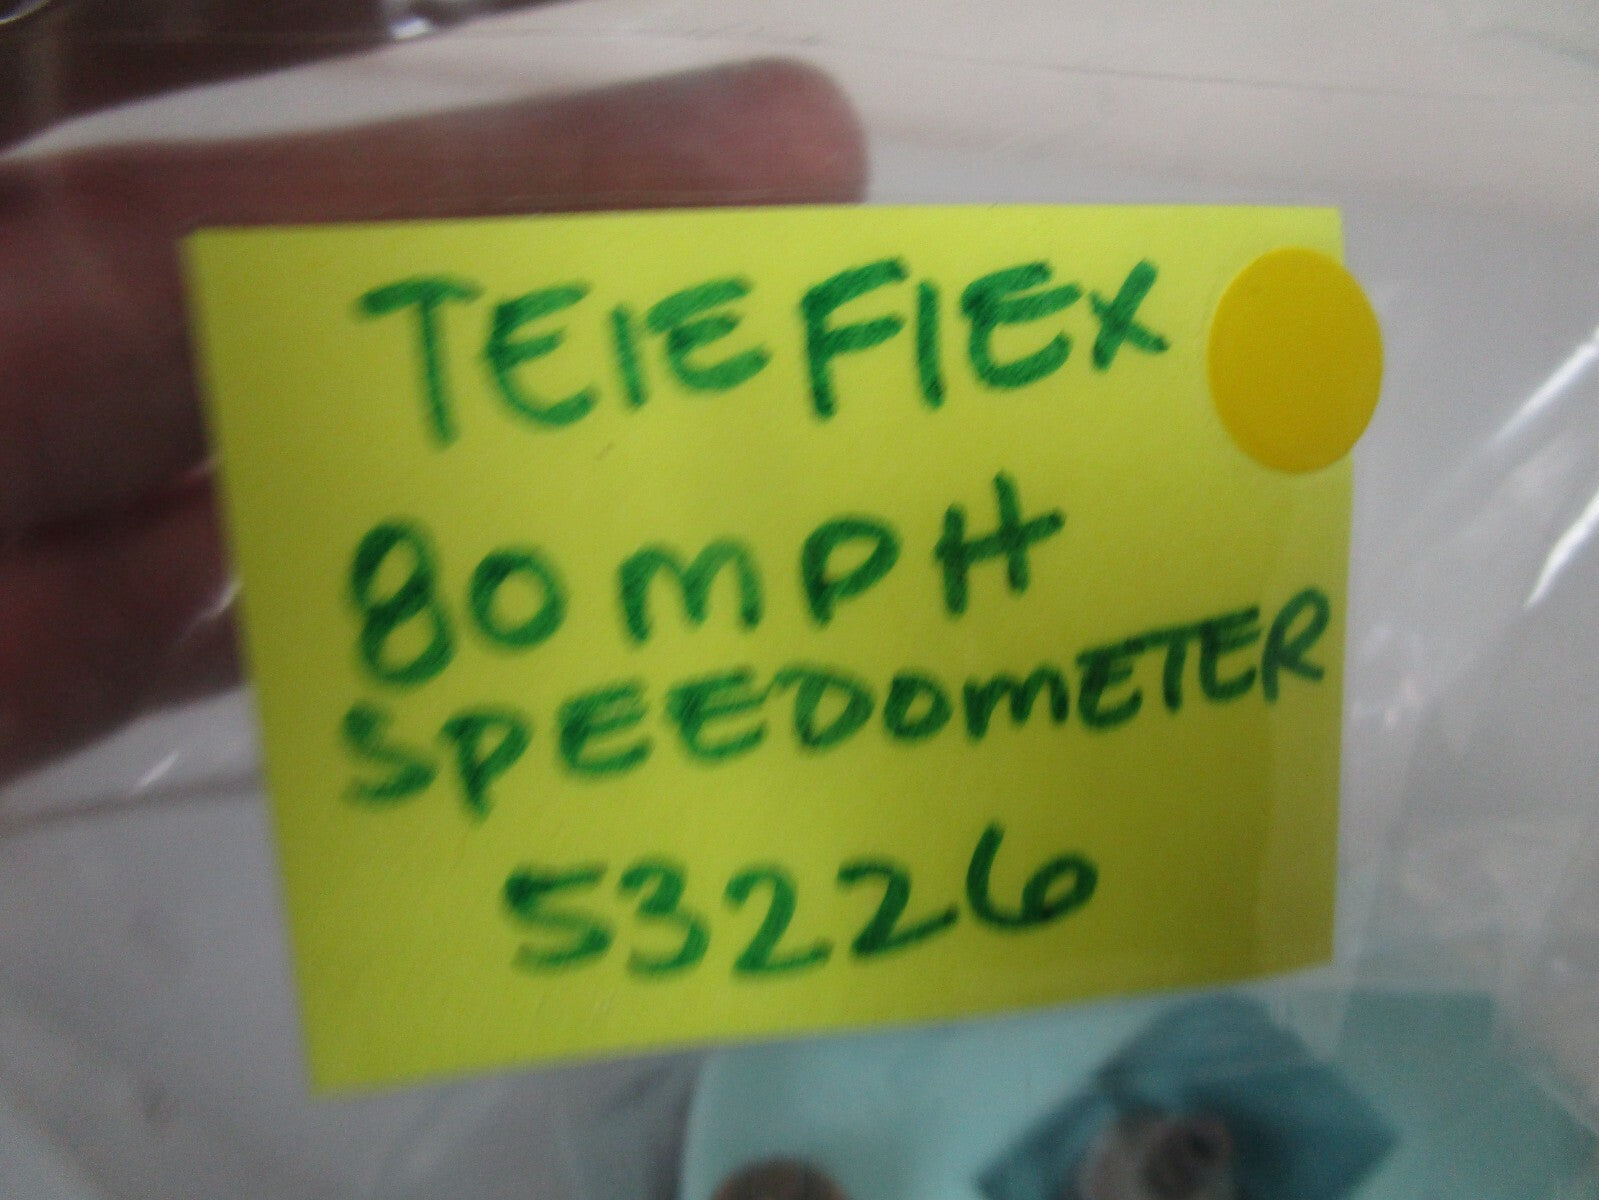 TElEFlEX
80 MPH
SPEEDOMETER
53226